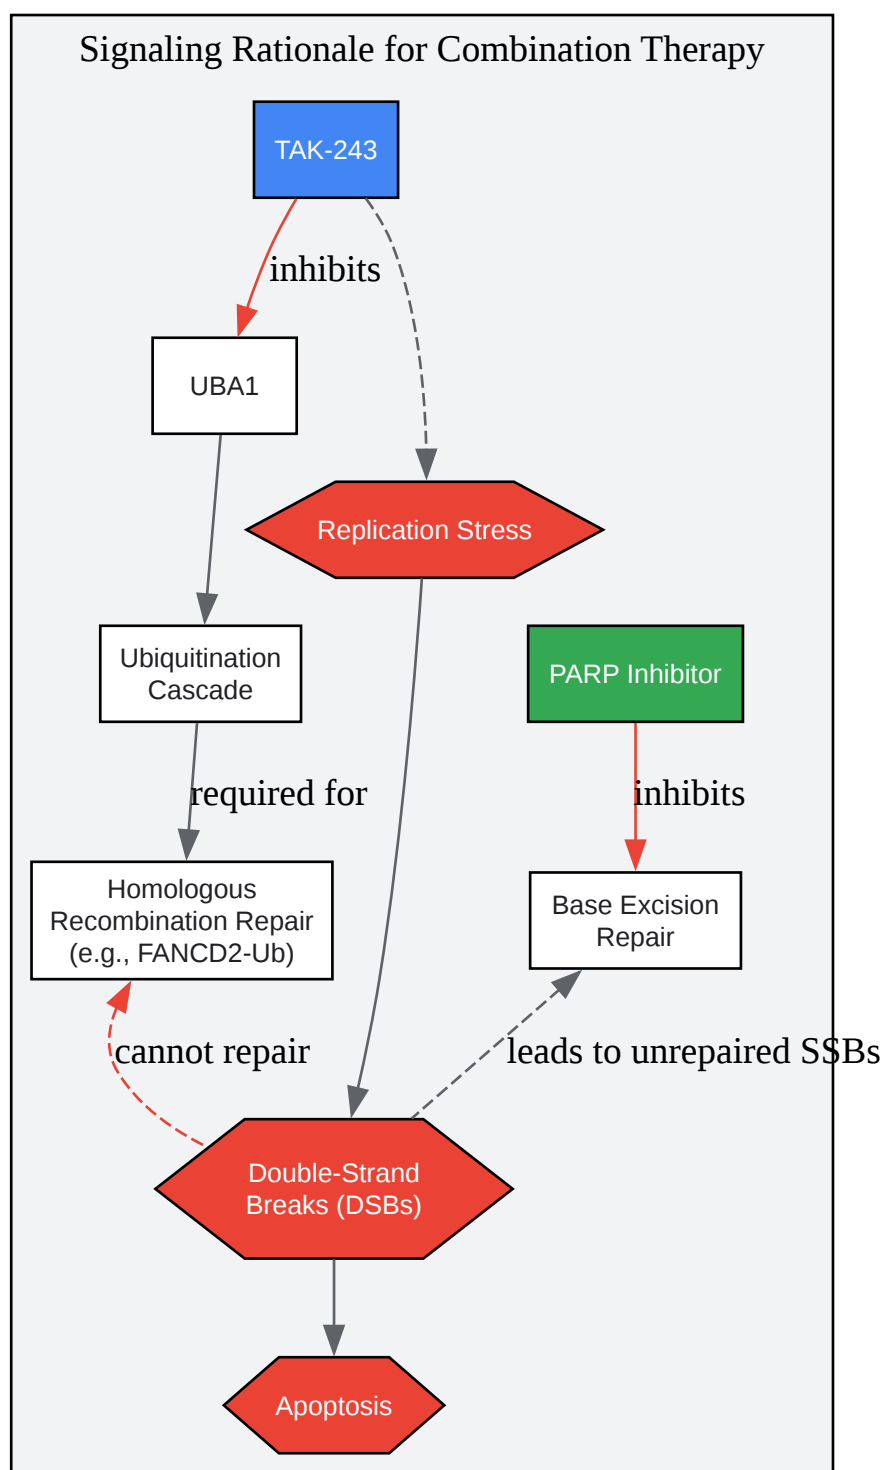 Signaling Rationale for Combination Therapy
TAK-243
inhibits
UBA1
Replication Stress
Ubiquitination
Cascade
PARP Inhibitor
required for
inhibits
Homologous
Recombination Repair
(e.g., FANCD2-Ub)
Base Excision
Repair
cannot repair
leads to unrepaired SSBs
Double-Strand
Breaks (DSBs)
Apoptosis